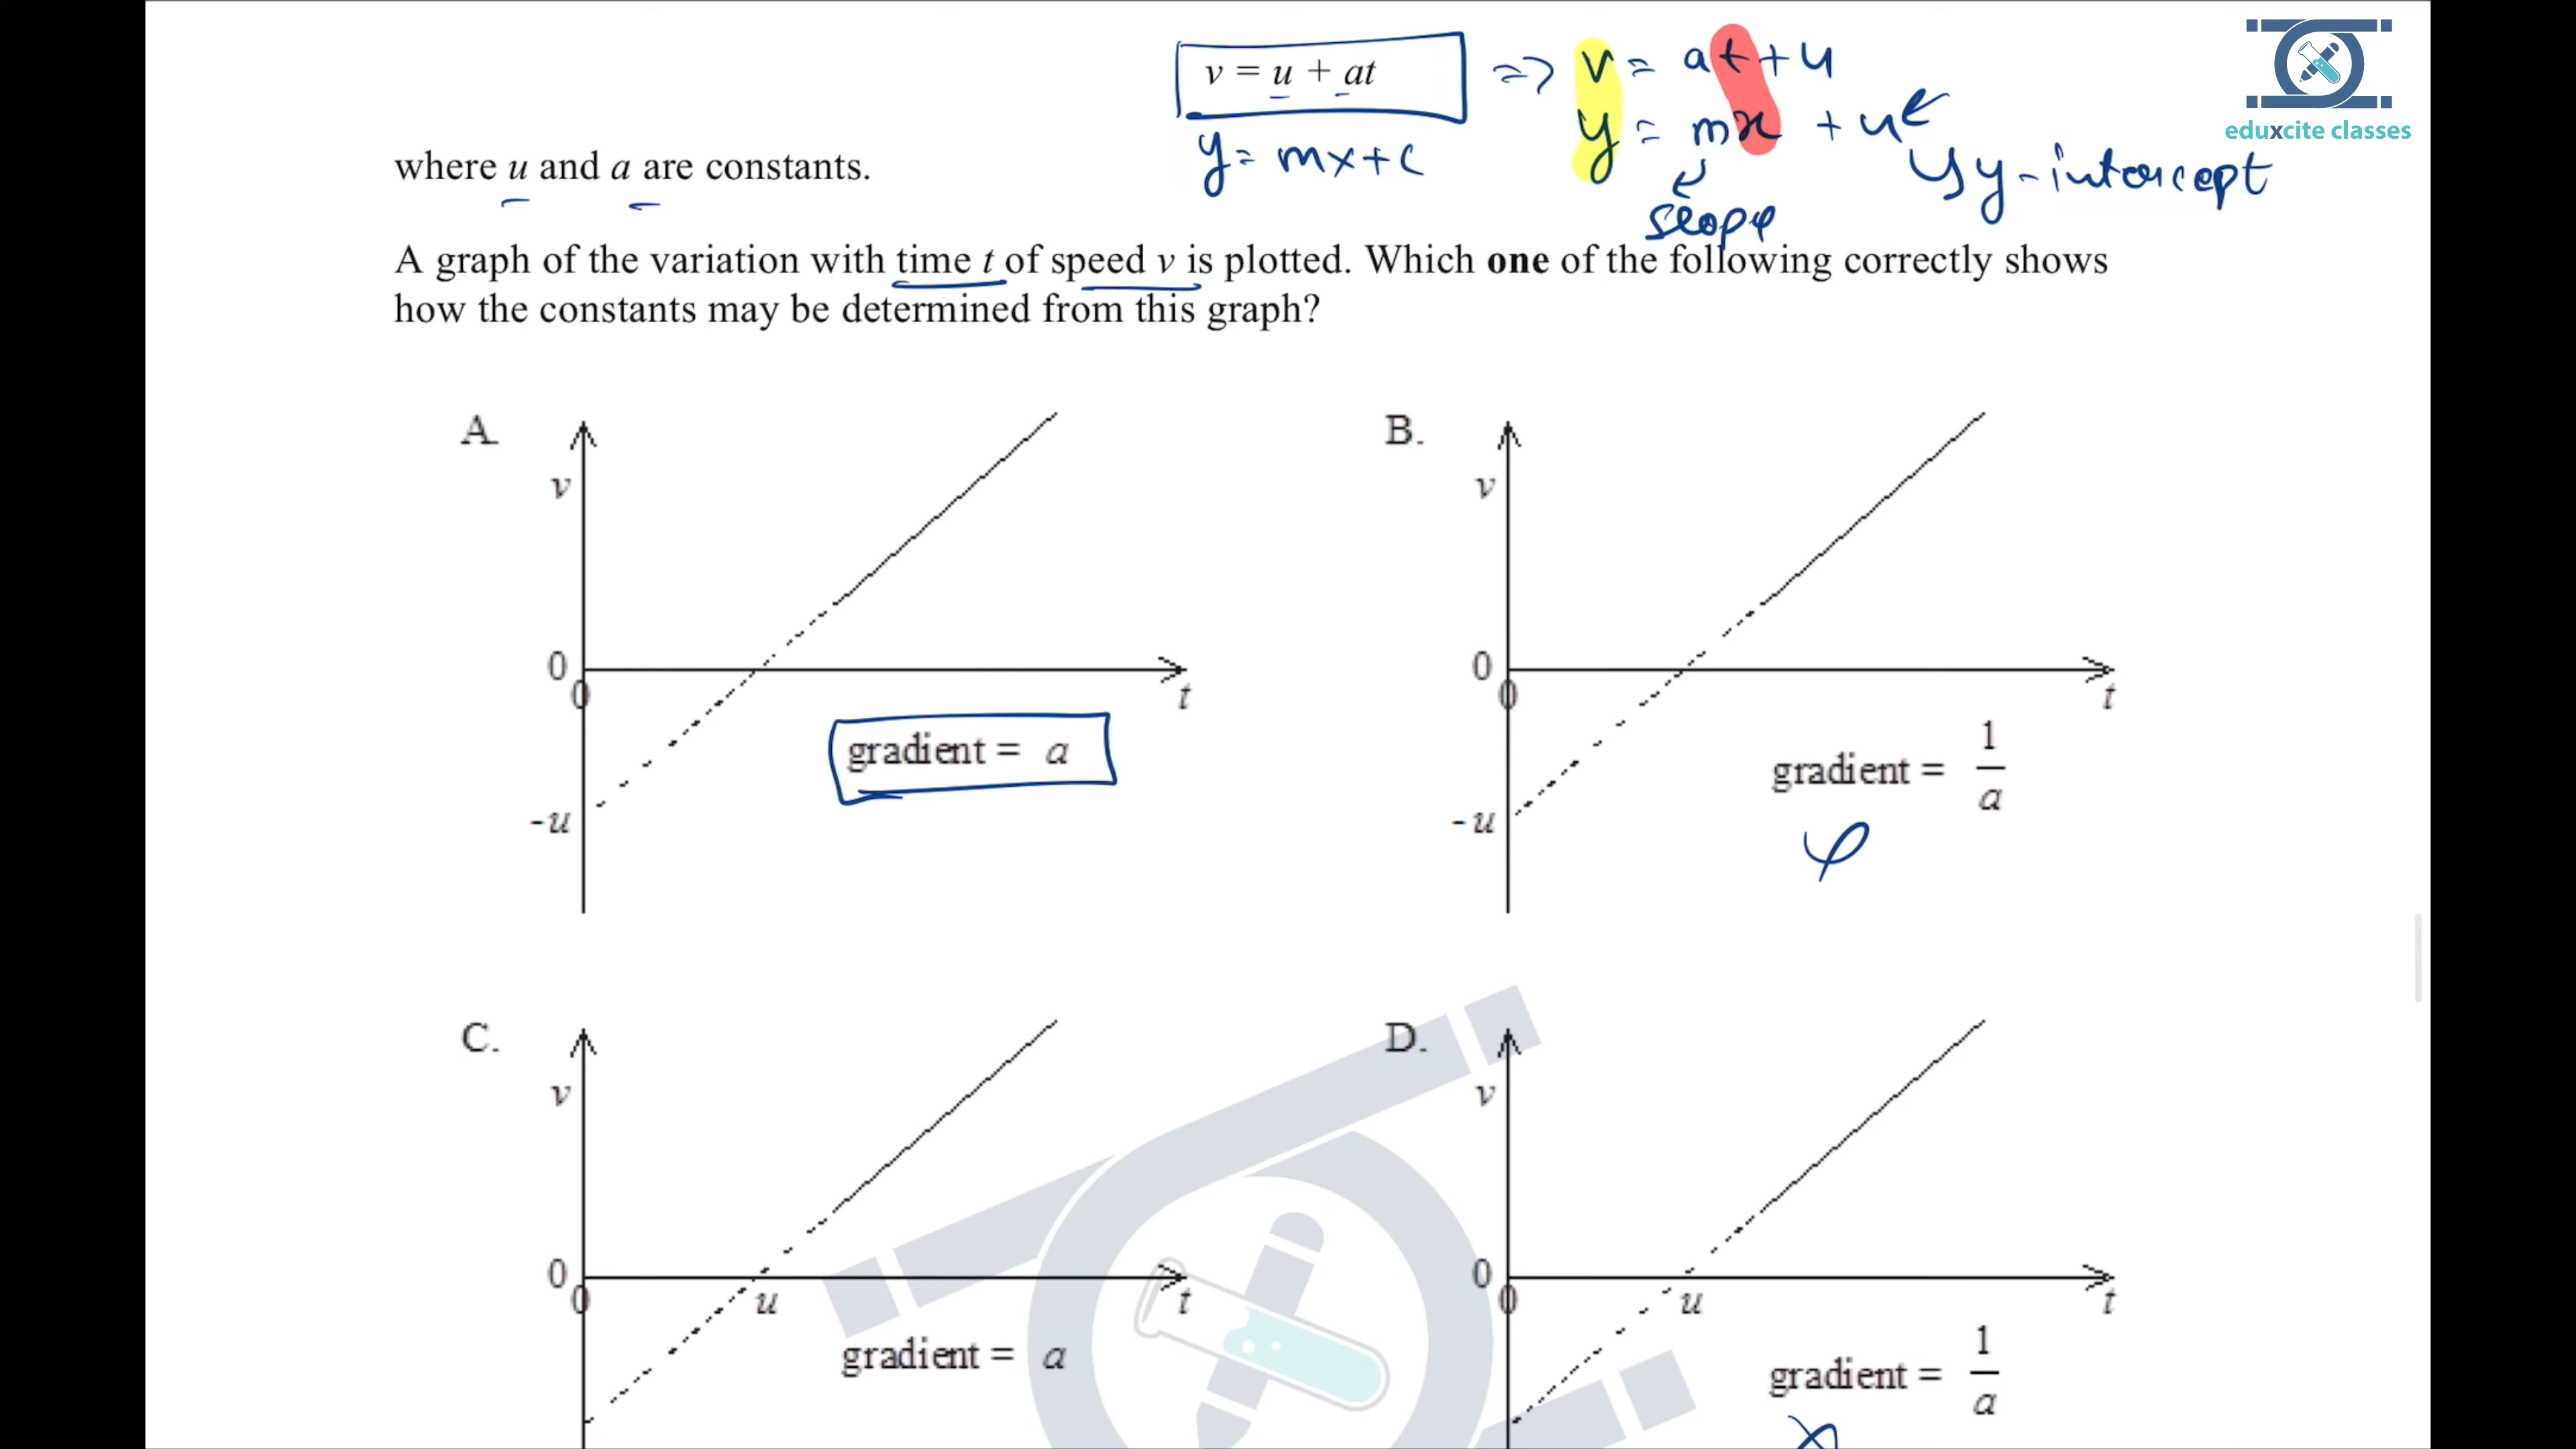 v = u + at
⇒ v = at + u
eduxcite classes
y = mx + c
y = mx + u
y-intercept
slope
where u and a are constants.
A graph of the variation with time t of speed v is plotted. Which one of the following correctly shows
how the constants may be determined from this graph?
A.
v
0
0
t
-u
gradient = a
B.
v
0
0
t
-u
gradient = 1/a
C.
v
0
0
u
t
gradient = a
D.
v
0
0
u
t
gradient = 1/a